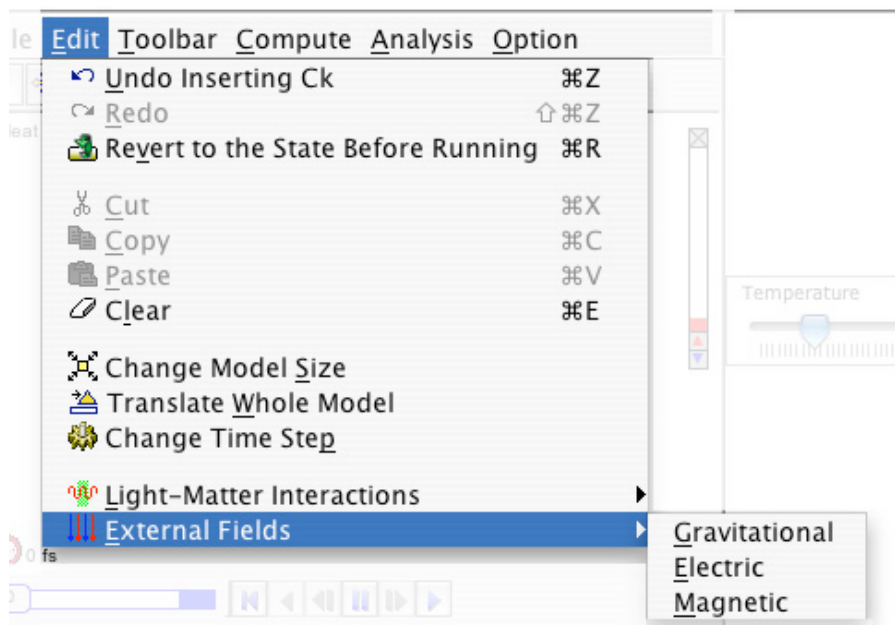 le Edit Toolbar Compute Analysis Option
Undo Inserting Ck ⌘Z
Redo ⇧⌘Z
Revert to the State Before Running ⌘R
Cut ⌘X
Copy ⌘C
Paste ⌘V
Clear ⌘E
Temperature
Change Model Size
Translate Whole Model
Change Time Step
Light-Matter Interactions
External Fields
Gravitational
Electric
Magnetic
0 fs